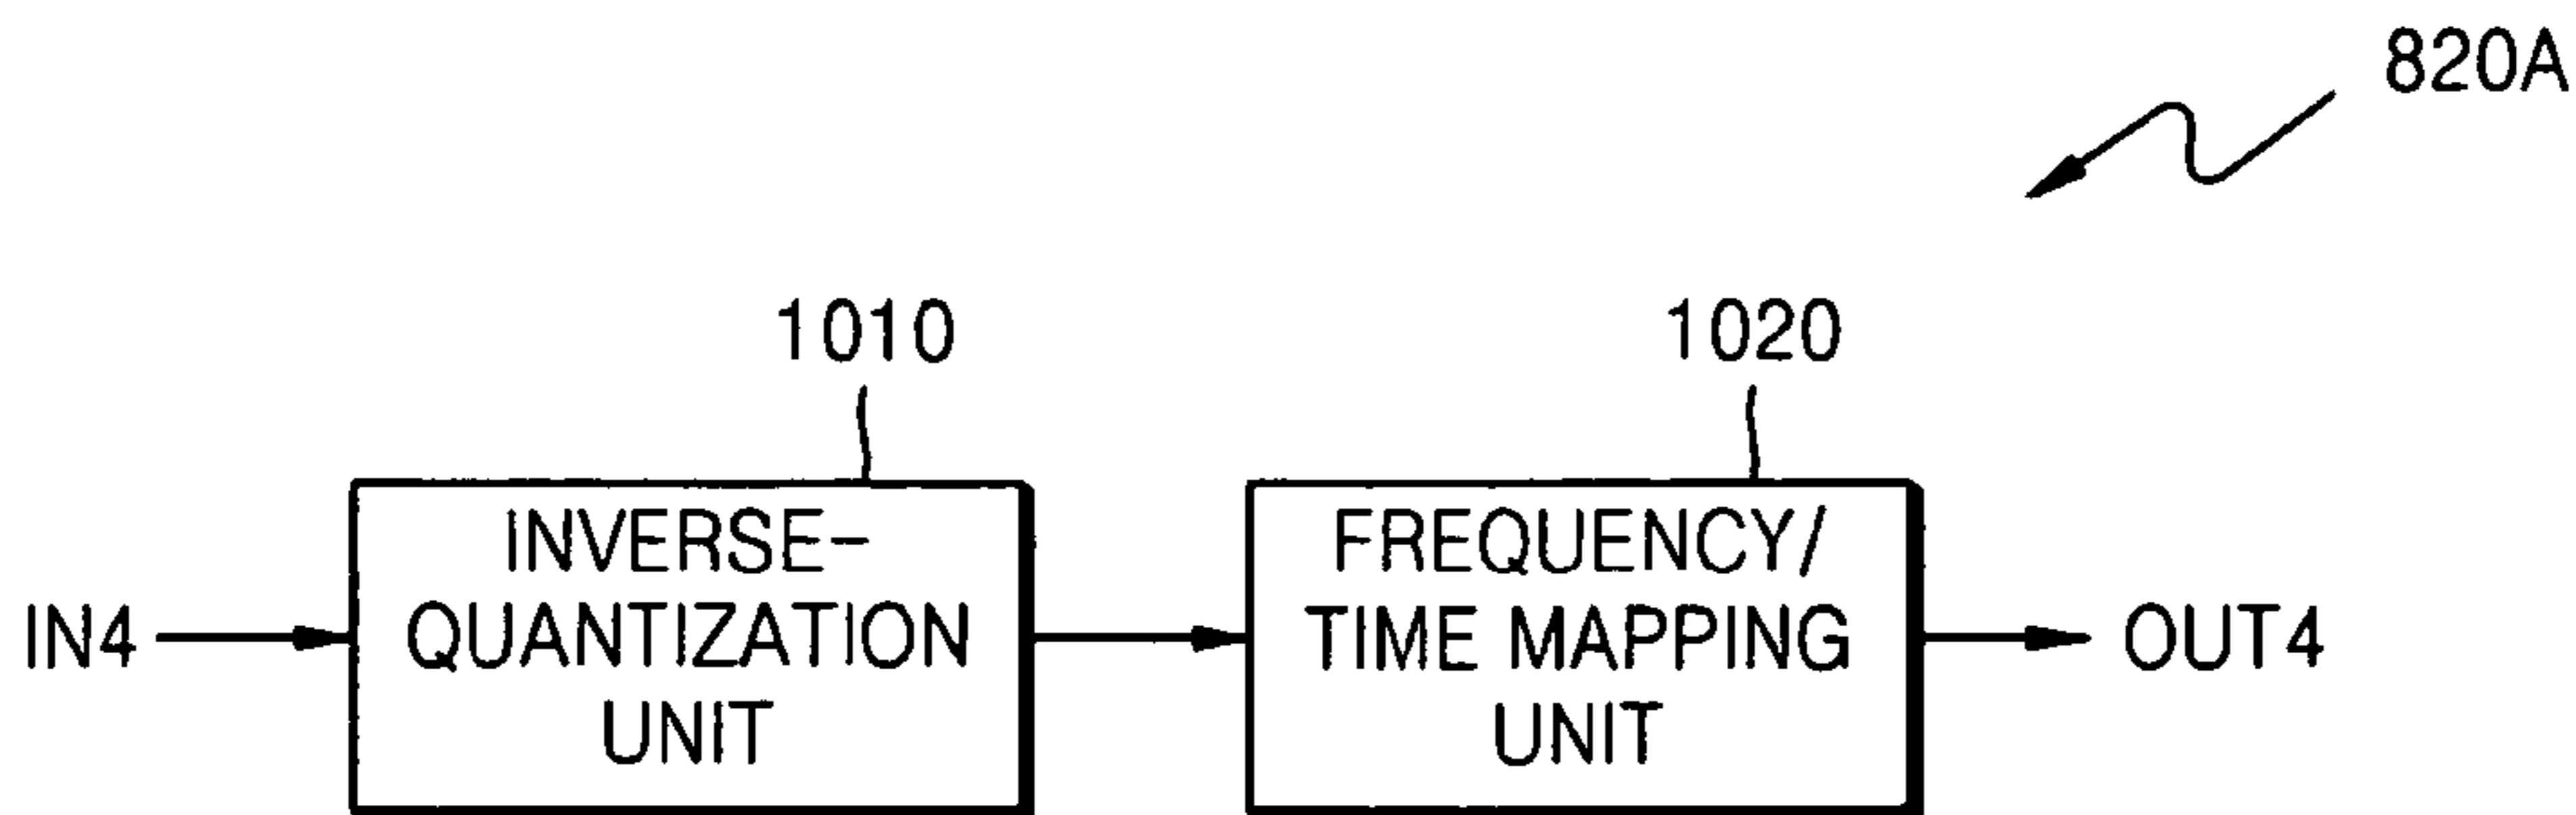 820A
1010
1020
INVERSE-
QUANTIZATION
UNIT
FREQUENCY/
TIME MAPPING
UNIT
IN4
OUT4